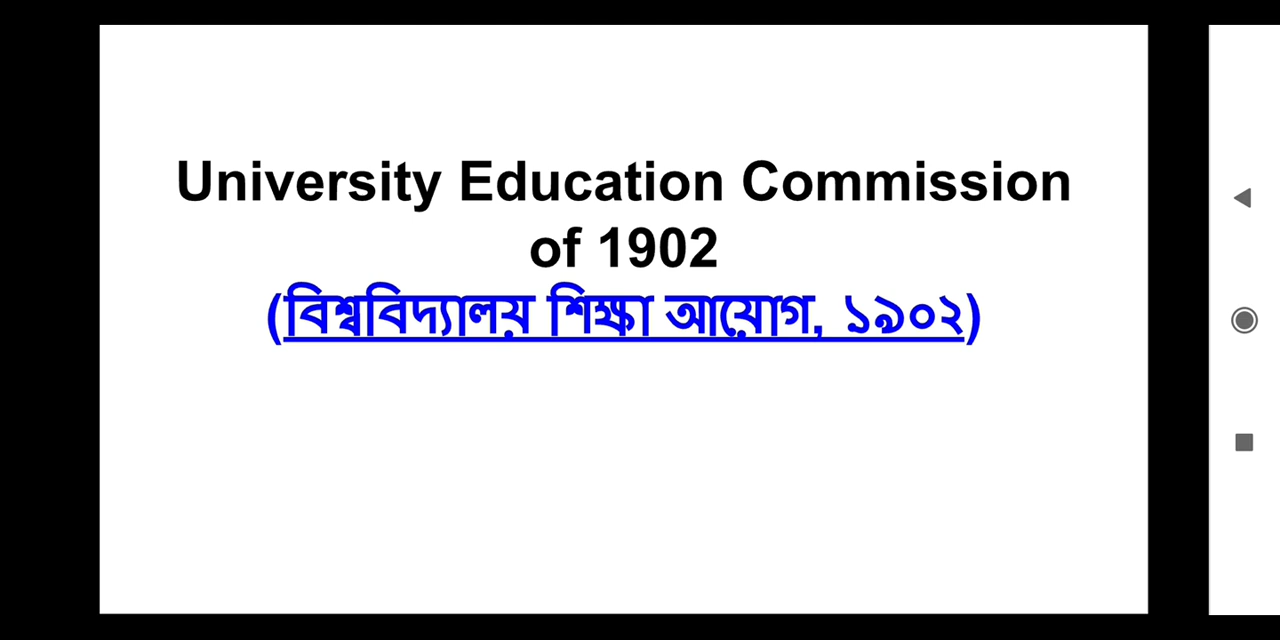 University Education Commission
of 1902
(বিশ্ববিদ্যালয় শিক্ষা আয়োগ, ১৯০২)